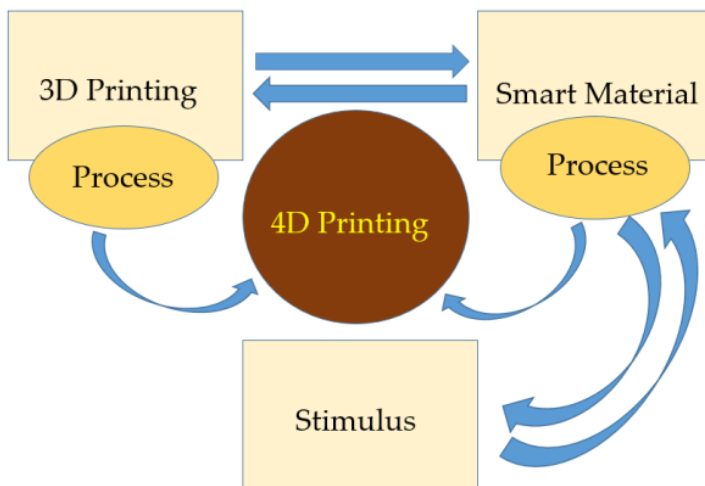 3D Printing
Smart Material
Process
Process
4D Printing
Stimulus